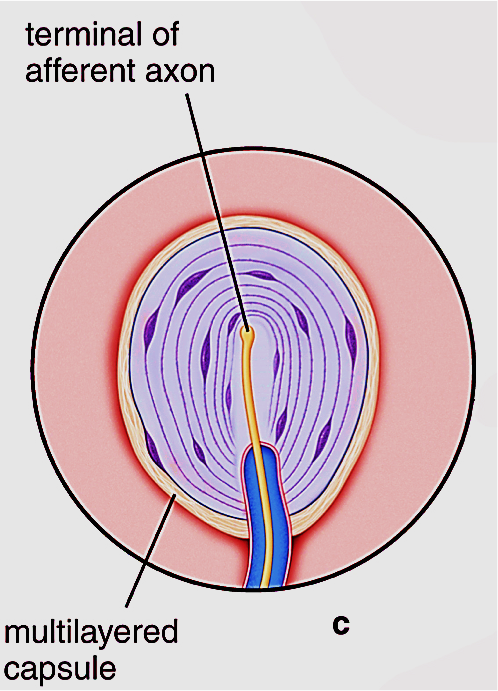 terminal of
afferent axon
c
multilayered
capsule